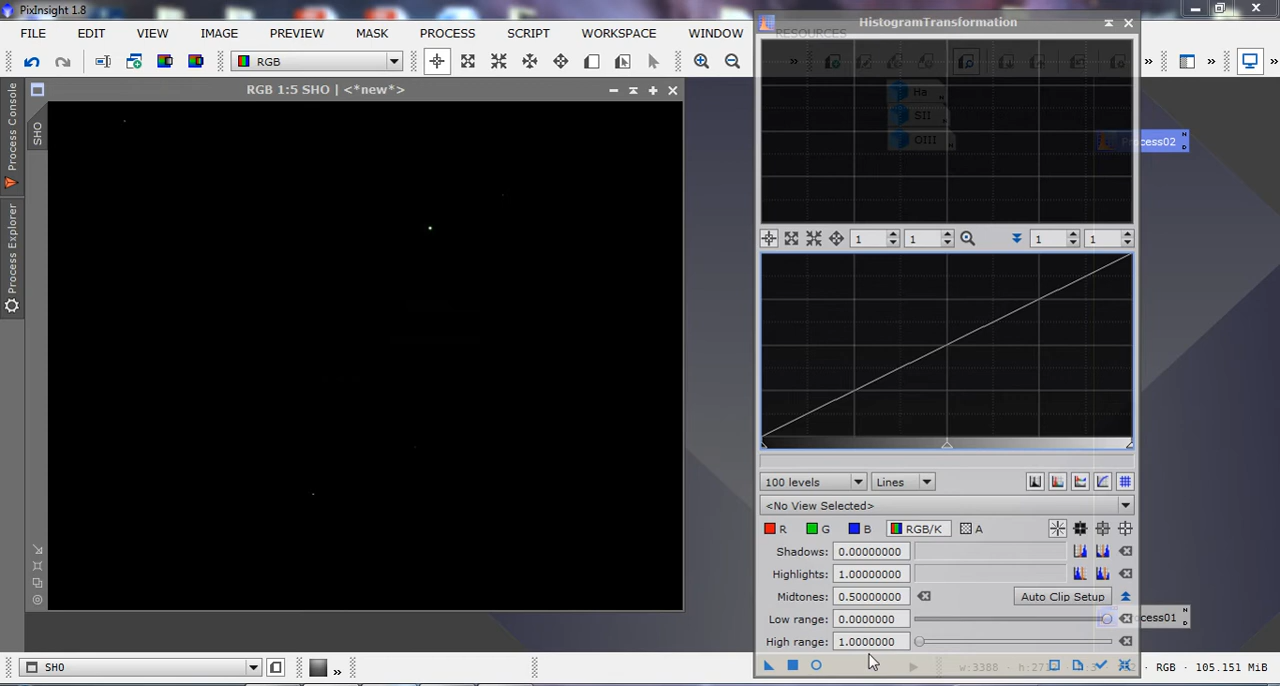 PixInsight 1.8
HistogramTransformation
FILE EDIT VIEW IMAGE PREVIEW MASK PROCESS SCRIPT WORKSPACE WINDOW RESOURCES
RGB
RGB 1:5 SHO | <*new*>
Process Console
Process Explorer
SHO
Ha N
SII N
OIII N
Process02 N D
1 1 1 1
100 levels Lines
<No View Selected>
R G B RGB/K A
Shadows: 0.00000000
Highlights: 1.00000000
Midtones: 0.50000000 Auto Clip Setup
Low range: 0.0000000
cess01 N D
High range: 1.0000000
SHO
RGB · 105.151 MiB